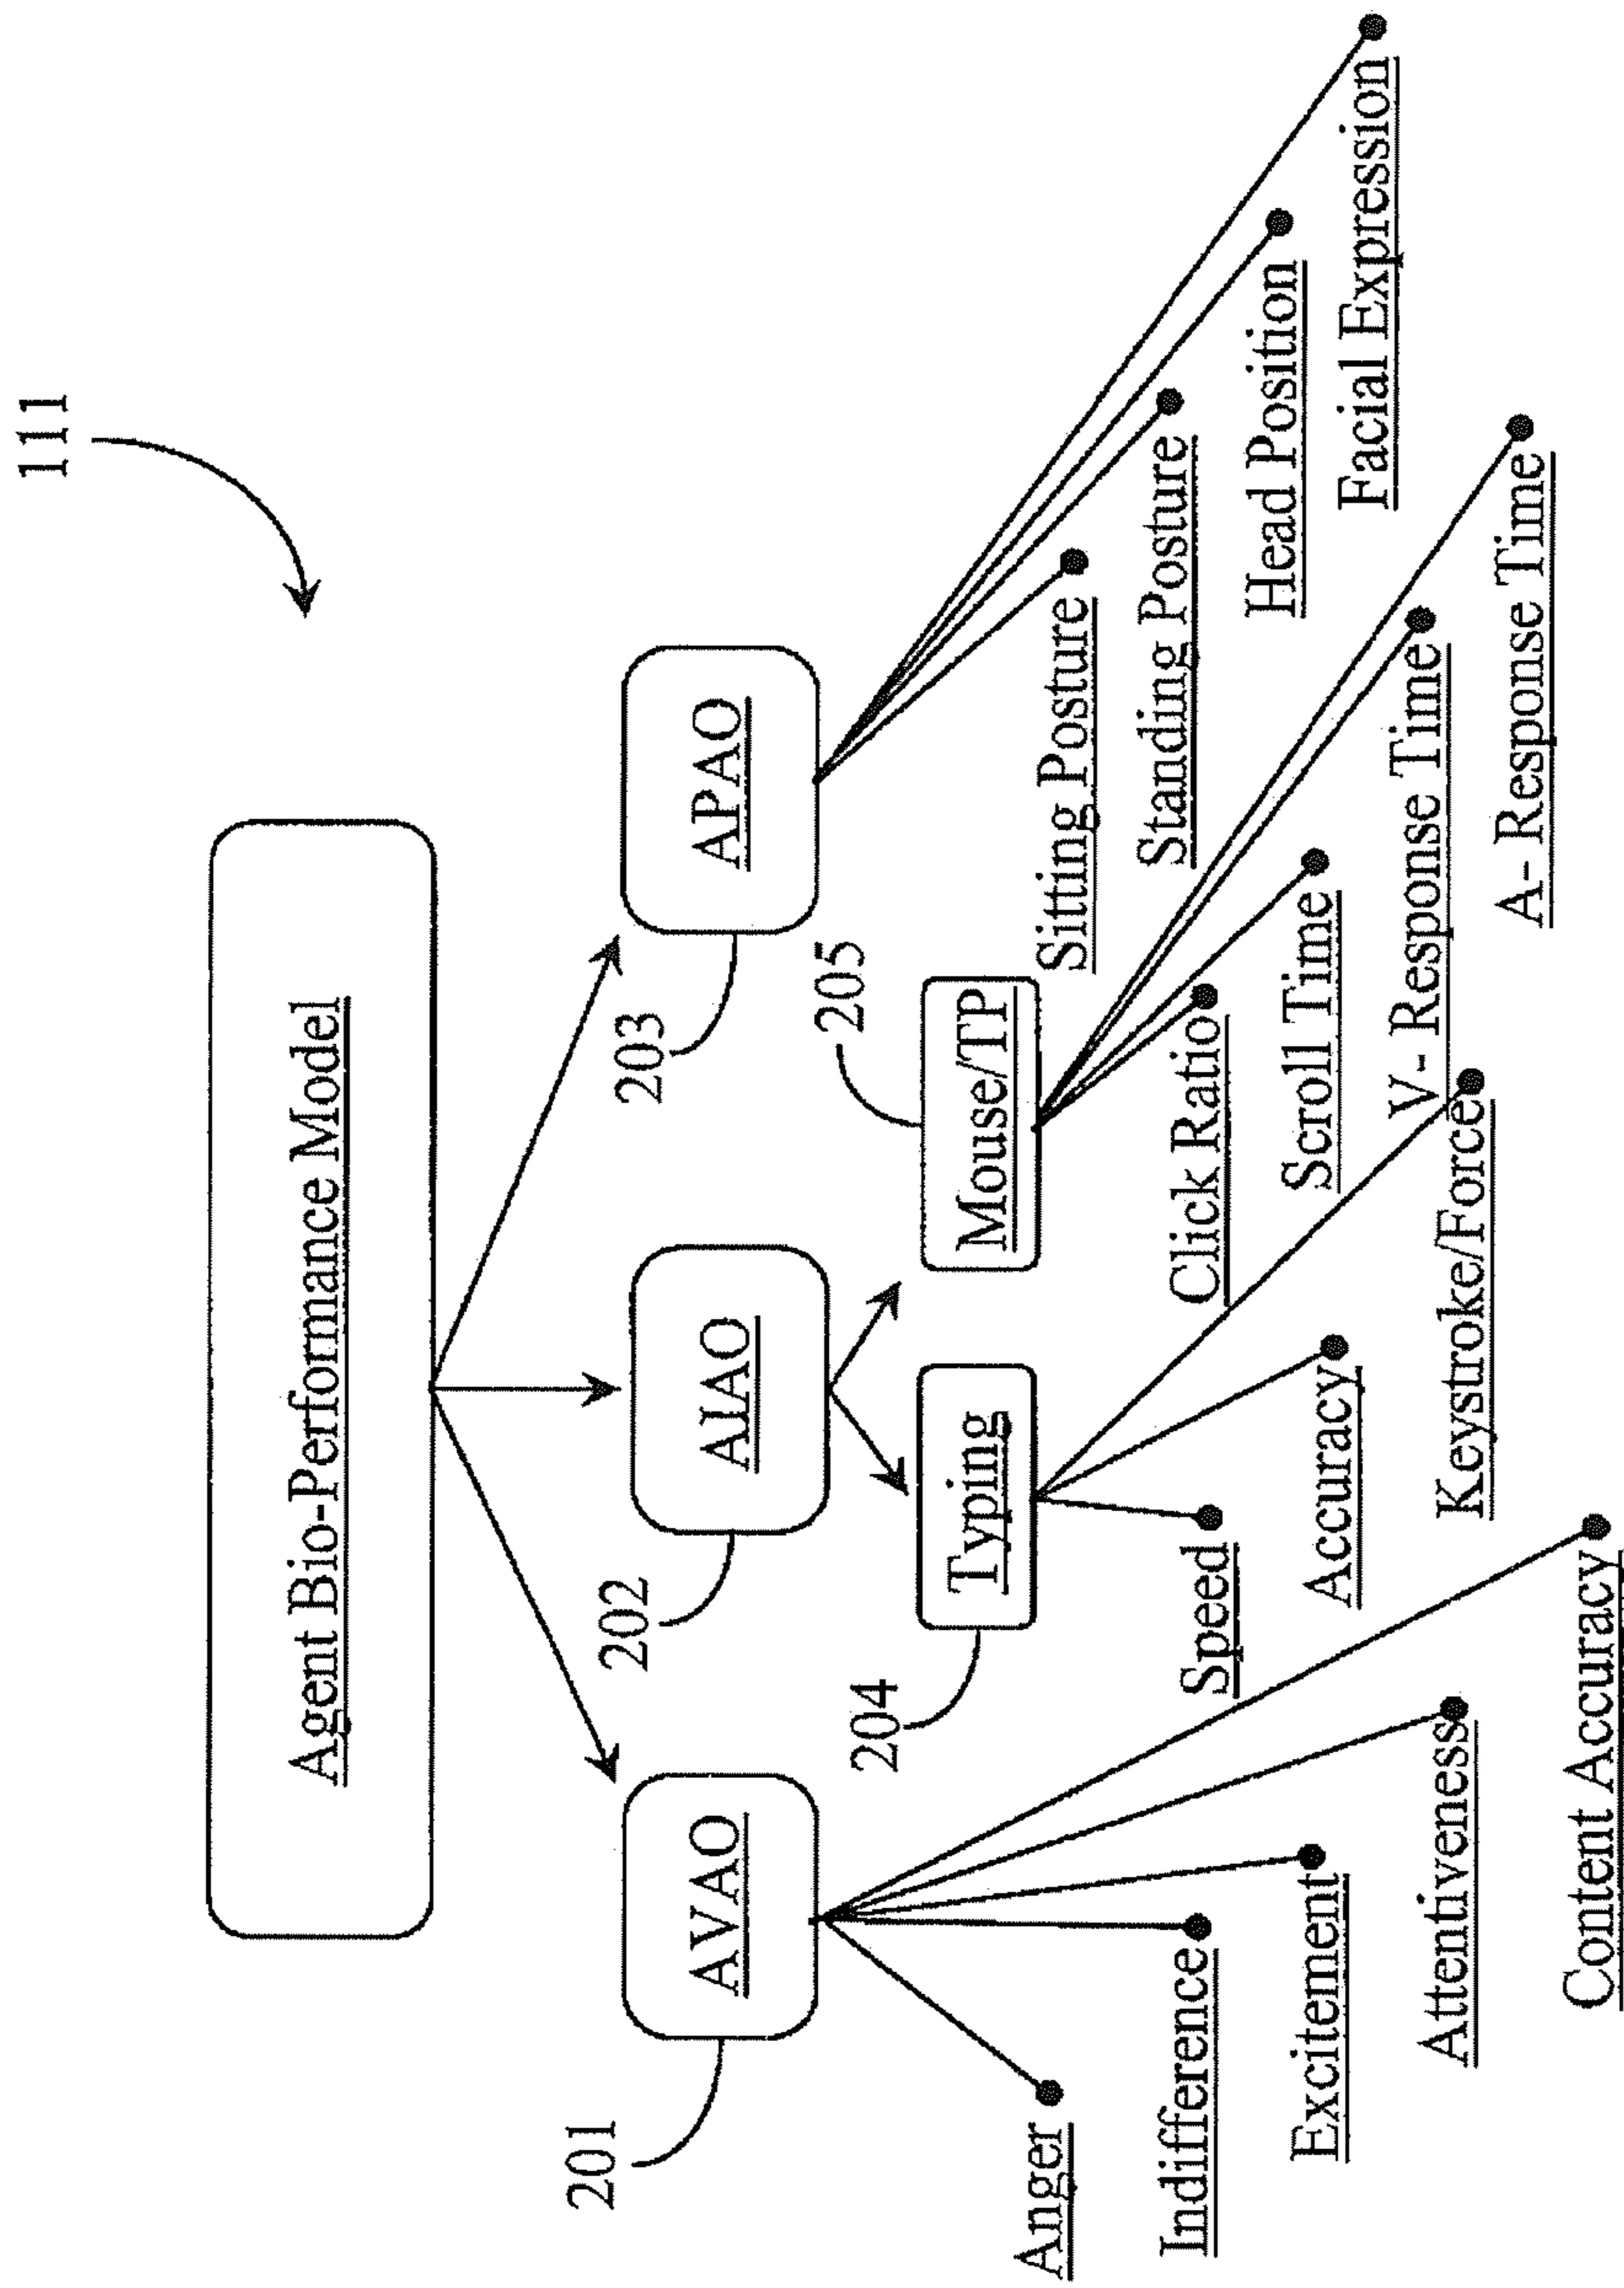 111
Agent Bio-Performance Model
201
AVAO
202
AIAO
203
APAO
204
Typing
205
Mouse/TP
Anger
Indifference
Excitement
Attentiveness
Content Accuracy
Speed
Accuracy
Keystroke/Force
Click Ratio
Scroll Time
V- Response Time
A- Response Time
Sitting Posture
Standing Posture
Head Position
Facial Expression